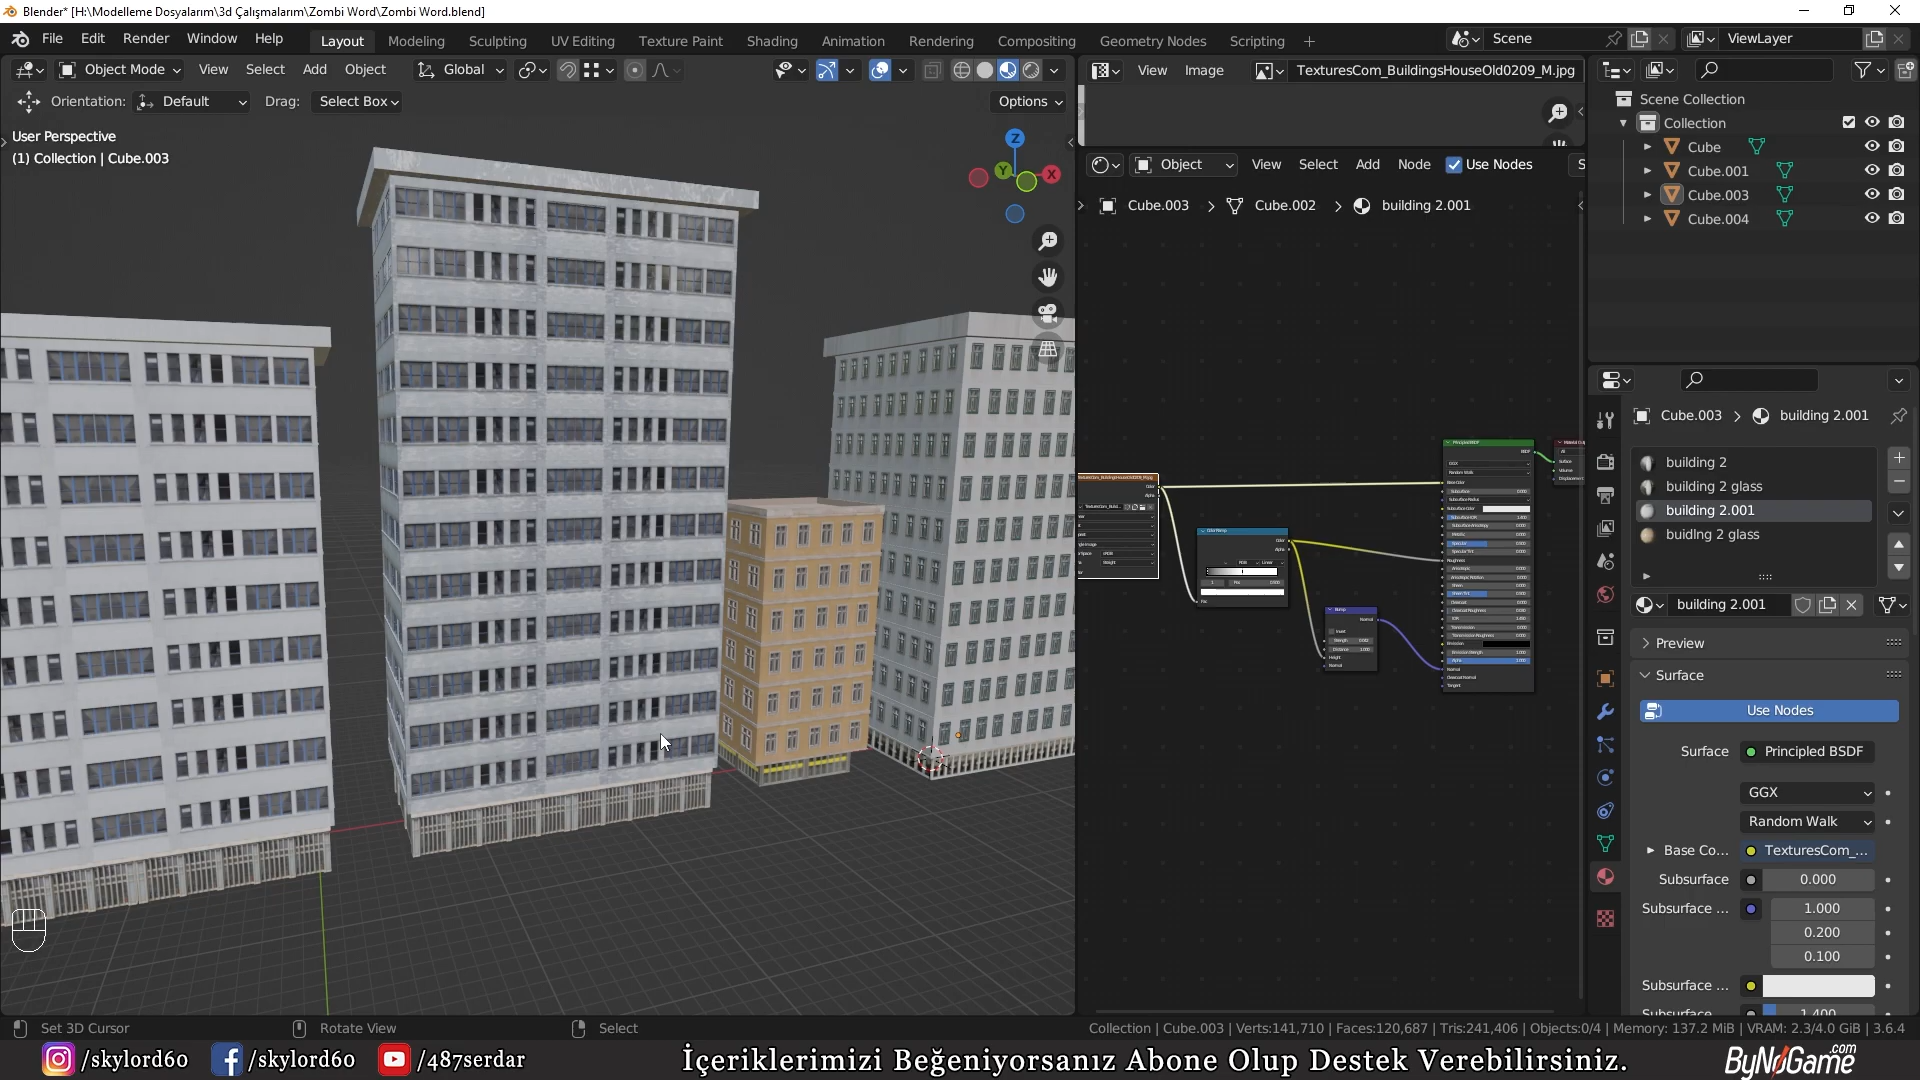 Blender* [H:\Modelleme Dosyalarım\3d Çalışmalarım\Zombi Word\Zombi Word.blend]
File Edit Render Window Help
Layout Modeling Sculpting UV Editing Texture Paint Shading Animation Rendering Compositing Geometry Nodes Scripting +
Scene
ViewLayer
Object Mode View Select Add Object Global
Orientation: Default Drag: Select Box
Options
User Perspective
(1) Collection | Cube.003
Z
Y
X
View Image TexturesCom_BuildingsHouseOld0209_M.jpg
Object View Select Add Node Use Nodes S
Cube.003 > Cube.002 > building 2.001
Scene Collection
Collection
Cube
Cube.001
Cube.003
Cube.004
Cube.003 > building 2.001
building 2
building 2 glass
building 2.001
buidlng 2 glass
building 2.001
Preview
Surface
Use Nodes
Surface Principled BSDF
GGX
Random Walk
Base Co... TexturesCom_...
Subsurface 0.000
Subsurface ... 1.000
0.200
0.100
Subsurface ...
Subsurface 1.400
Set 3D Cursor
Rotate View
Select
Collection | Cube.003 | Verts:141,710 | Faces:120,687 | Tris:241,406 | Objects:0/4 | Memory: 137.2 MiB | VRAM: 2.3/4.0 GiB | 3.6.4
/skylord60 /skylord60 /487serdar
İçeriklerimizi Beğeniyorsanız Abone Olup Destek Verebilirsiniz.
ByNoGame.com